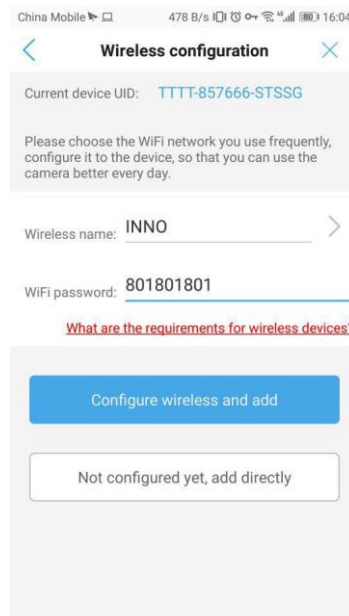 China Mobile 478 B/s 16:04
Wireless configuration
Current device UID: TTTT-857666-STSSG
Please choose the WiFi network you use frequently,
configure it to the device, so that you can use the
camera better every day.
Wireless name: INNO
WiFi password: 801801801
What are the requirements for wireless devices?
Configure wireless and add
Not configured yet, add directly